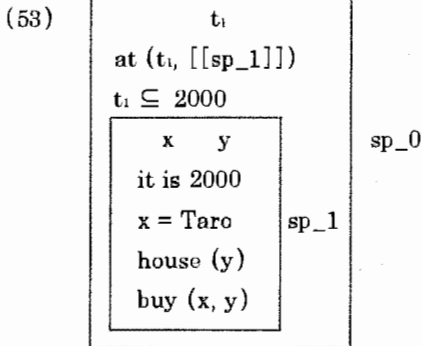 (53)
t₁
at (t₁, [[sp_1]])
t₁ ⊆ 2000
x y
it is 2000 sp_0
x = Taro sp_1
house (y)
buy (x, y)